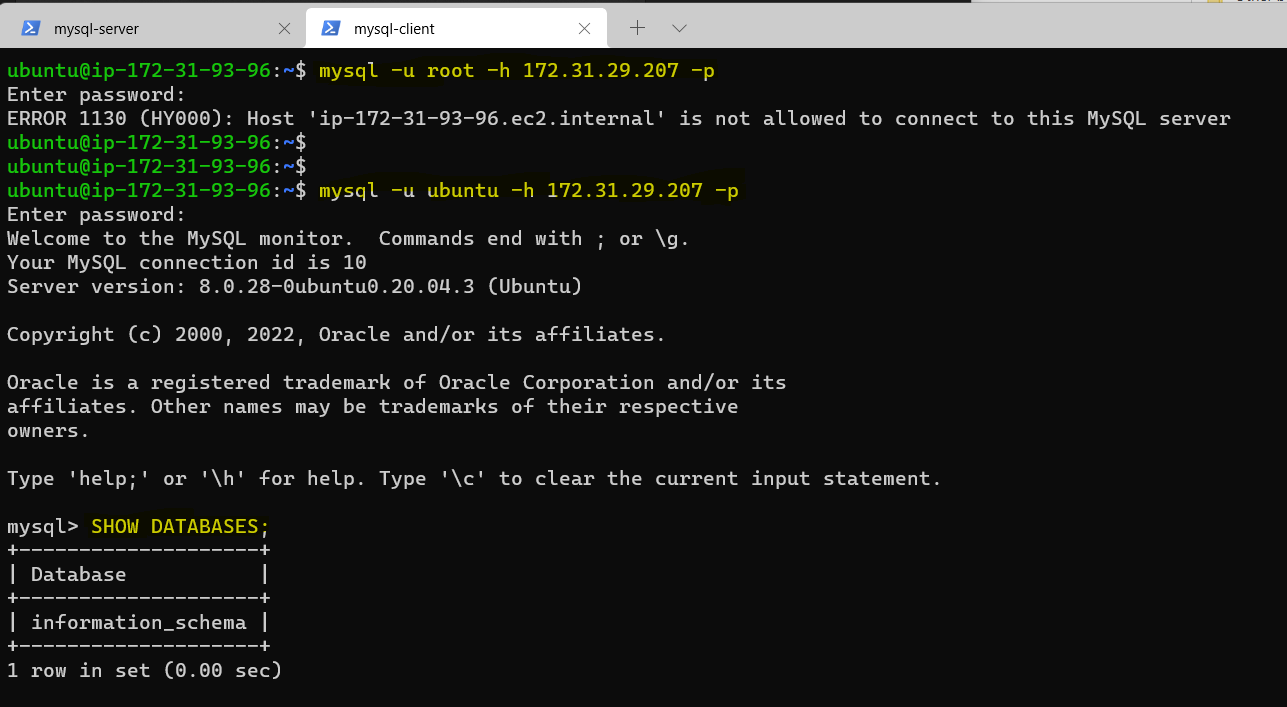 mysql-server
mysql-client
ubuntu@ip-172-31-93-96:~$ mysql -u root -h 172.31.29.207 -p
Enter password:
ERROR 1130 (HY000): Host 'ip-172-31-93-96.ec2.internal' is not allowed to connect to this MySQL server
ubuntu@ip-172-31-93-96:~$
ubuntu@ip-172-31-93-96:~$
ubuntu@ip-172-31-93-96:~$ mysql -u ubuntu -h 172.31.29.207 -p
Enter password:
Welcome to the MySQL monitor.  Commands end with ; or \g.
Your MySQL connection id is 10
Server version: 8.0.28-0ubuntu0.20.04.3 (Ubuntu)
Copyright (c) 2000, 2022, Oracle and/or its affiliates.
Oracle is a registered trademark of Oracle Corporation and/or its
affiliates. Other names may be trademarks of their respective
owners.
Type 'help;' or '\h' for help. Type '\c' to clear the current input statement.
mysql> SHOW DATABASES;
+--------------------+
| Database           |
+--------------------+
| information_schema |
+--------------------+
1 row in set (0.00 sec)